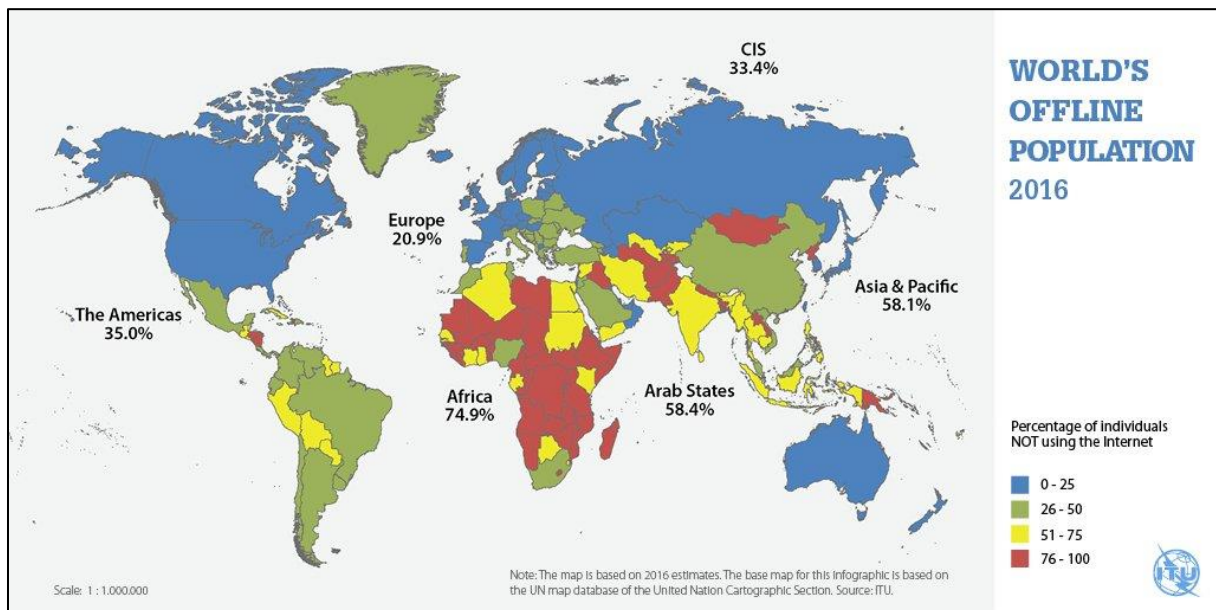 CIS
33.4%
WORLD'S
OFFLINE
POPULATION
2016
Europe
20.9%
The Americas
35.0%
Asia & Pacific
58.1%
Africa
74.9%
Arab States
58.4%
Percentage of individuals
NOT using the Internet
0 - 25
26 - 50
51 - 75
76 - 100
Scale: 1 : 1.000.000
Note: The map is based on 2016 estimates. The base map for this infographic is based on
the UN map database of the United Nation Cartographic Section. Source: ITU.
ITU